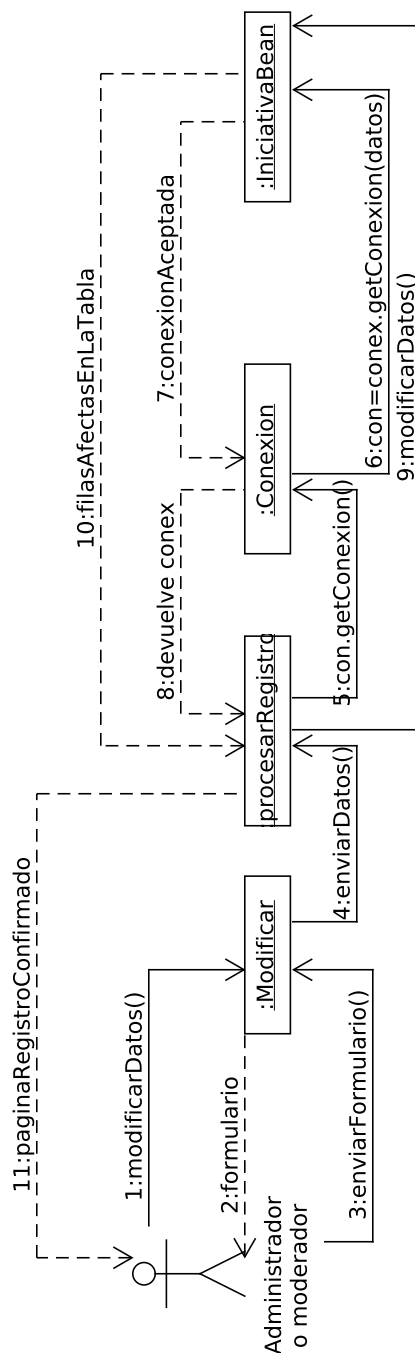 11:paginaRegistroConfirmado
10:filasAfectasEnLaTabla
1:modificarDatos()
8:devuelve conex
7:conexionAceptada
2:formulario
Administrador
o moderador
:Modificar
:procesarRegistro
:Conexion
:IniciativaBean
3:enviarFormulario()
4:enviarDatos()
5:con.getConexion()
6:con=conex.getConexion(datos)
9:modificarDatos()